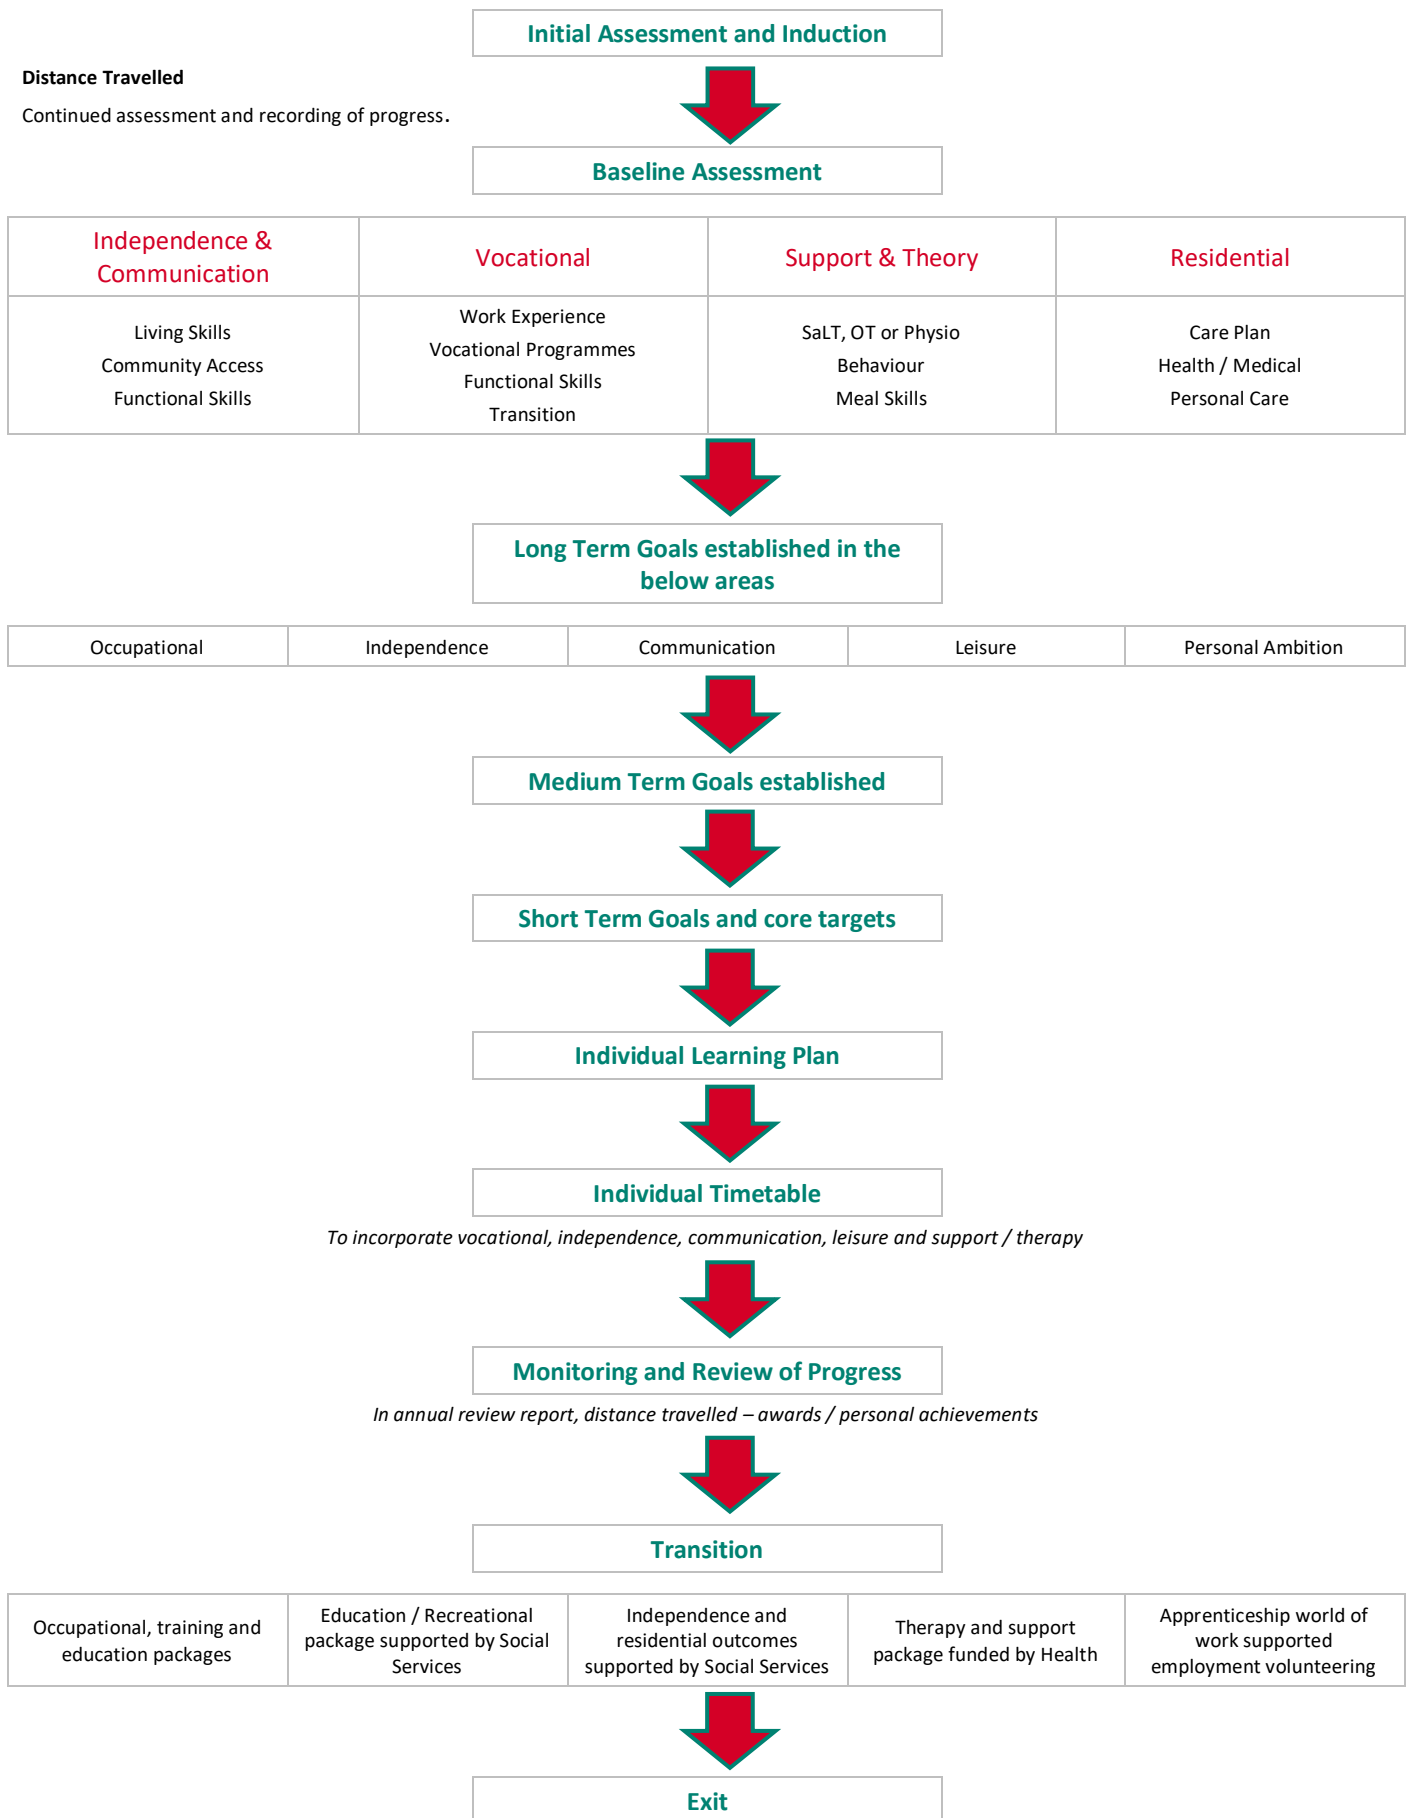 Initial Assessment and Induction
Distance Travelled
Continued assessment and recording of progress.
Baseline Assessment
Independence &
Communication
Vocational
Support & Theory
Residential
Living Skills
Community Access
Functional Skills
Work Experience
Vocational Programmes
Functional Skills
Transition
SaLT, OT or Physio
Behaviour
Meal Skills
Care Plan
Health / Medical
Personal Care
Long Term Goals established in the
below areas
Occupational
Independence
Communication
Leisure
Personal Ambition
Medium Term Goals established
Short Term Goals and core targets
Individual Learning Plan
Individual Timetable
To incorporate vocational, independence, communication, leisure and support / therapy
Monitoring and Review of Progress
In annual review report, distance travelled – awards / personal achievements
Transition
Occupational, training and
education packages
Education / Recreational
package supported by Social
Services
Independence and
residential outcomes
supported by Social Services
Therapy and support
package funded by Health
Apprenticeship world of
work supported
employment volunteering
Exit